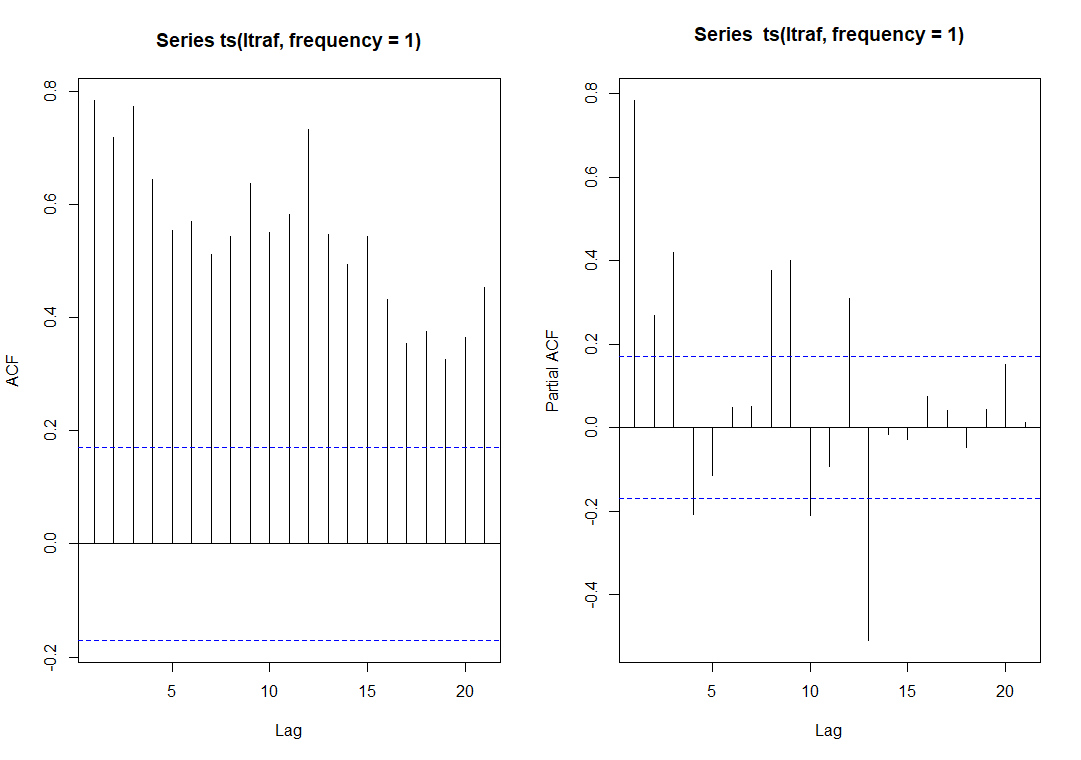 Series ts(ltraf, frequency = 1)
ACF
0.8
0.6
0.4
0.2
0.0
-0.2
5 10 15 20
Lag
Series  ts(ltraf, frequency = 1)
Partial ACF
0.8
0.6
0.4
0.2
0.0
-0.2
-0.4
5 10 15 20
Lag